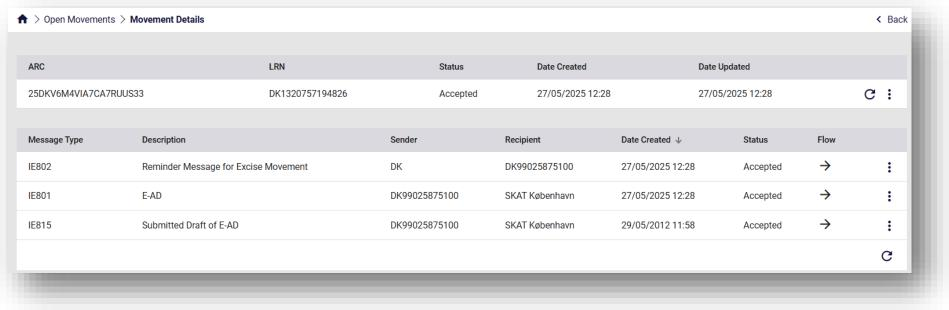 > Open Movements > Movement Details < Back
ARC LRN Status Date Created Date Updated
25DKV6M4VIA7CA7RUUS33 DK1320757194826 Accepted 27/05/2025 12:28 27/05/2025 12:28
Message Type Description Sender Recipient Date Created ↓ Status Flow
IE802 Reminder Message for Excise Movement DK DK99025875100 27/05/2025 12:28 Accepted →
IE801 E-AD DK99025875100 SKAT København 27/05/2025 12:28 Accepted →
IE815 Submitted Draft of E-AD DK99025875100 SKAT København 29/05/2012 11:58 Accepted →